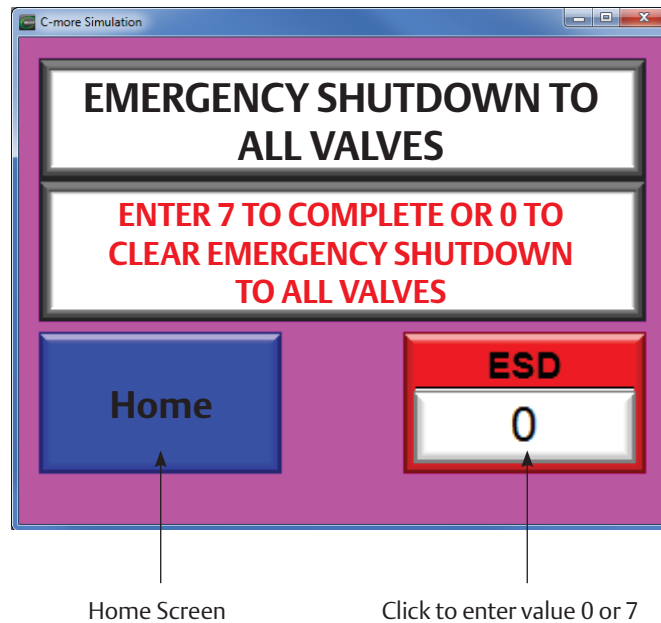 C-more Simulation
EMERGENCY SHUTDOWN TO
ALL VALVES
ENTER 7 TO COMPLETE OR 0 TO
CLEAR EMERGENCY SHUTDOWN
TO ALL VALVES
Home
ESD
0
Home Screen
Click to enter value 0 or 7